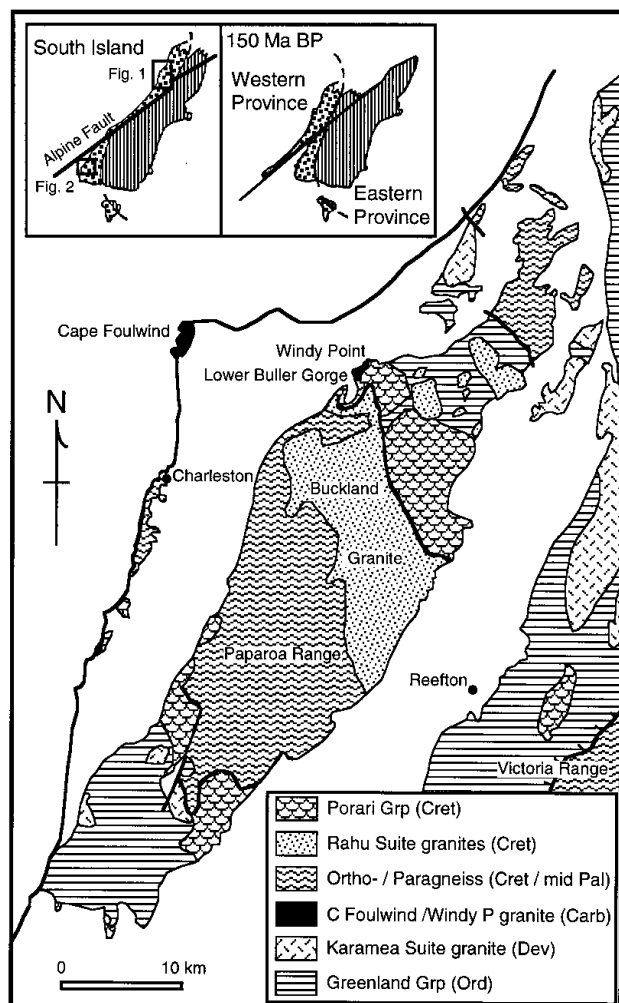 South Island
Fig. 1
Alpine Fault
Fig. 2
150 Ma BP
Western
Province
Eastern
Province
Cape Foulwind
Windy Point
Lower Buller Gorge
N
Charleston
Buckland
Granite
Paparoa Range
Reefton
Victoria Range
Porari Grp (Cret)
Rahu Suite granites (Cret)
Ortho- / Paragneiss (Cret / mid Pal)
C Foulwind /Windy P granite (Carb)
Karamea Suite granite (Dev)
Greenland Grp (Ord)
0 10 km